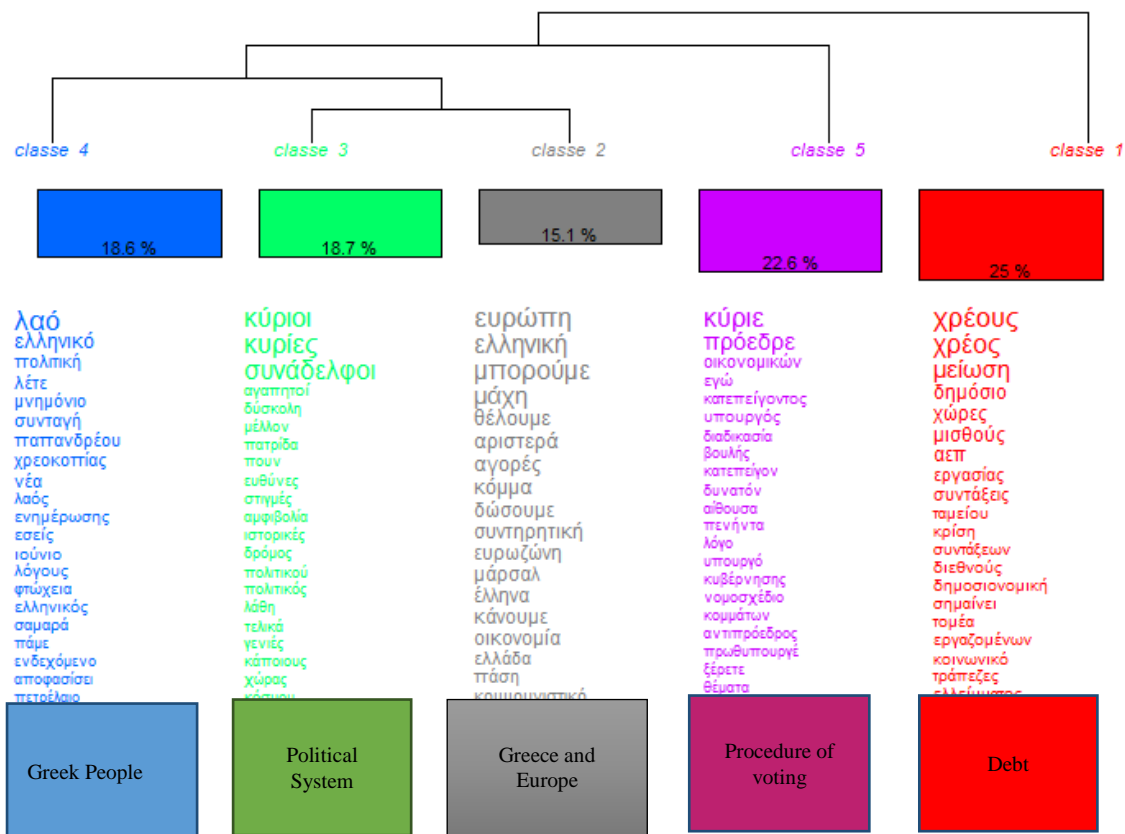 classe 4
classe 3
classe 2
classe 5
classe 1
18.6 %
18.7 %
15.1 %
22.6 %
25 %
λαό
ελληνικό
πολιτική
λέτε
μνημόνιο
συνταγή
παπανδρέου
χρεοκοπίας
νέα
λαός
ενημέρωσης
εσείς
ιούνιο
λόγους
φτώχεια
ελληνικός
σαμαρά
πάμε
ενδεχόμενο
αποφασίσει
πετρέλαιο
κύριοι
κυρίες
συνάδελφοι
αγαπητοί
δύσκολη
μέλλον
πατρίδα
πουν
ευθύνες
στιγμές
αμφιβολία
ιστορικές
δρόμος
πολιτικού
πολιτικός
λάθη
τελικά
γενιές
κάποιους
χώρας
ευρώπη
ελληνική
μπορούμε
μάχη
θέλουμε
αριστερά
αγορές
κόμμα
δώσουμε
συντηρητική
ευρωζώνη
μάρσαλ
έλληνα
κάνουμε
οικονομία
ελλάδα
πάση
κομμουνιστικό
κύριε
πρόεδρε
οικονομικών
εγώ
κατεπείγοντος
υπουργός
διαδικασία
βουλής
κατεπείγον
δυνατόν
αίθουσα
πενήντα
λόγο
υπουργό
κυβέρνησης
νομοσχέδιο
κομμάτων
αντιπρόεδρος
πρωθυπουργέ
ξέρετε
θέματα
χρέους
χρέος
μείωση
δημόσιο
χώρες
μισθούς
αεπ
εργασίας
συντάξεις
ταμείου
κρίση
συντάξεων
διεθνούς
δημοσιονομική
σημαίνει
τομέα
εργαζομένων
κοινωνικό
τράπεζες
ελλείμματος
Greek People
Political
System
Greece and
Europe
Procedure of
voting
Debt